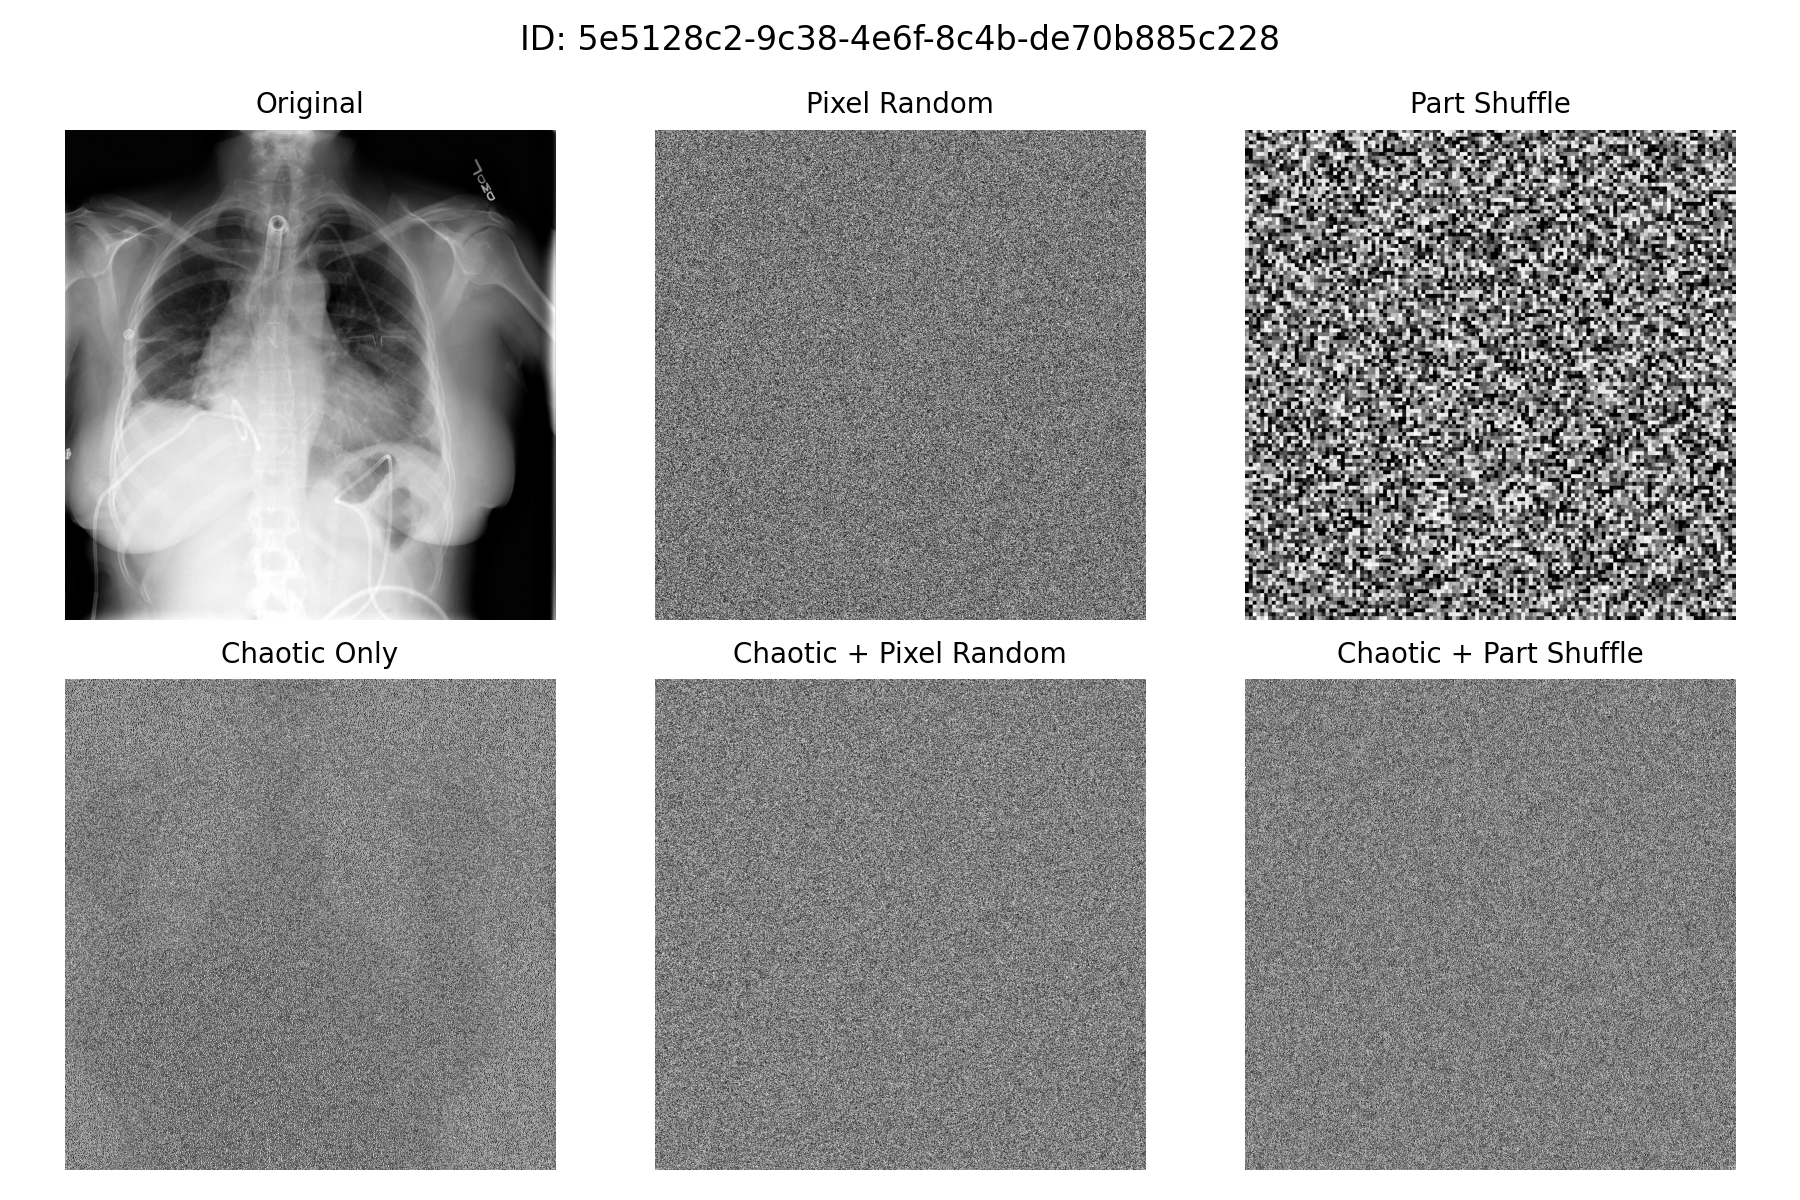 ID: 5e5128c2-9c38-4e6f-8c4b-de70b885c228
Original
Pixel Random
Part Shuffle
Chaotic Only
Chaotic + Pixel Random
Chaotic + Part Shuffle